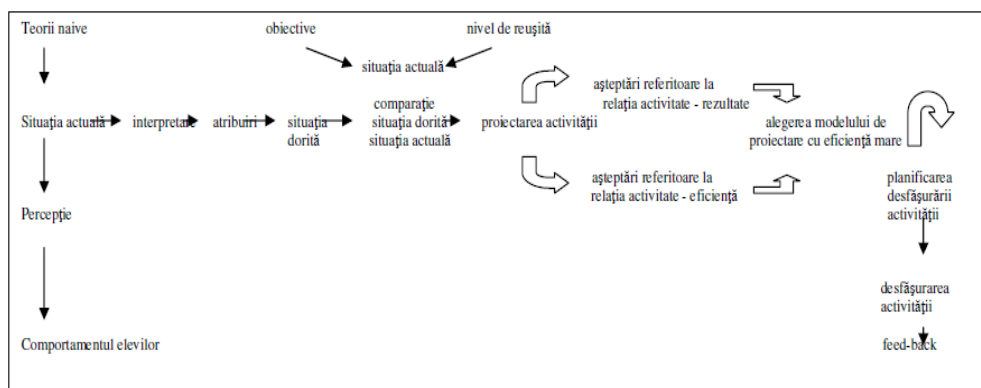 Teorii naive
obiective
nivel de reuşită
situaţia actuală
Situaţia actuală
interpretare
atribuiri
situaţia
dorită
comparaţie
situaţia dorită
situaţia actuală
proiectarea activităţii
aşteptări referitoare la
relaţia activitate - rezultate
aşteptări referitoare la
relaţia activitate - eficienţă
alegerea modelului de
proiectare cu eficienţă mare
planificarea
desfăşurării
activităţii
Percepţie
desfăşurarea
activităţii
Comportamentul elevilor
feed-back